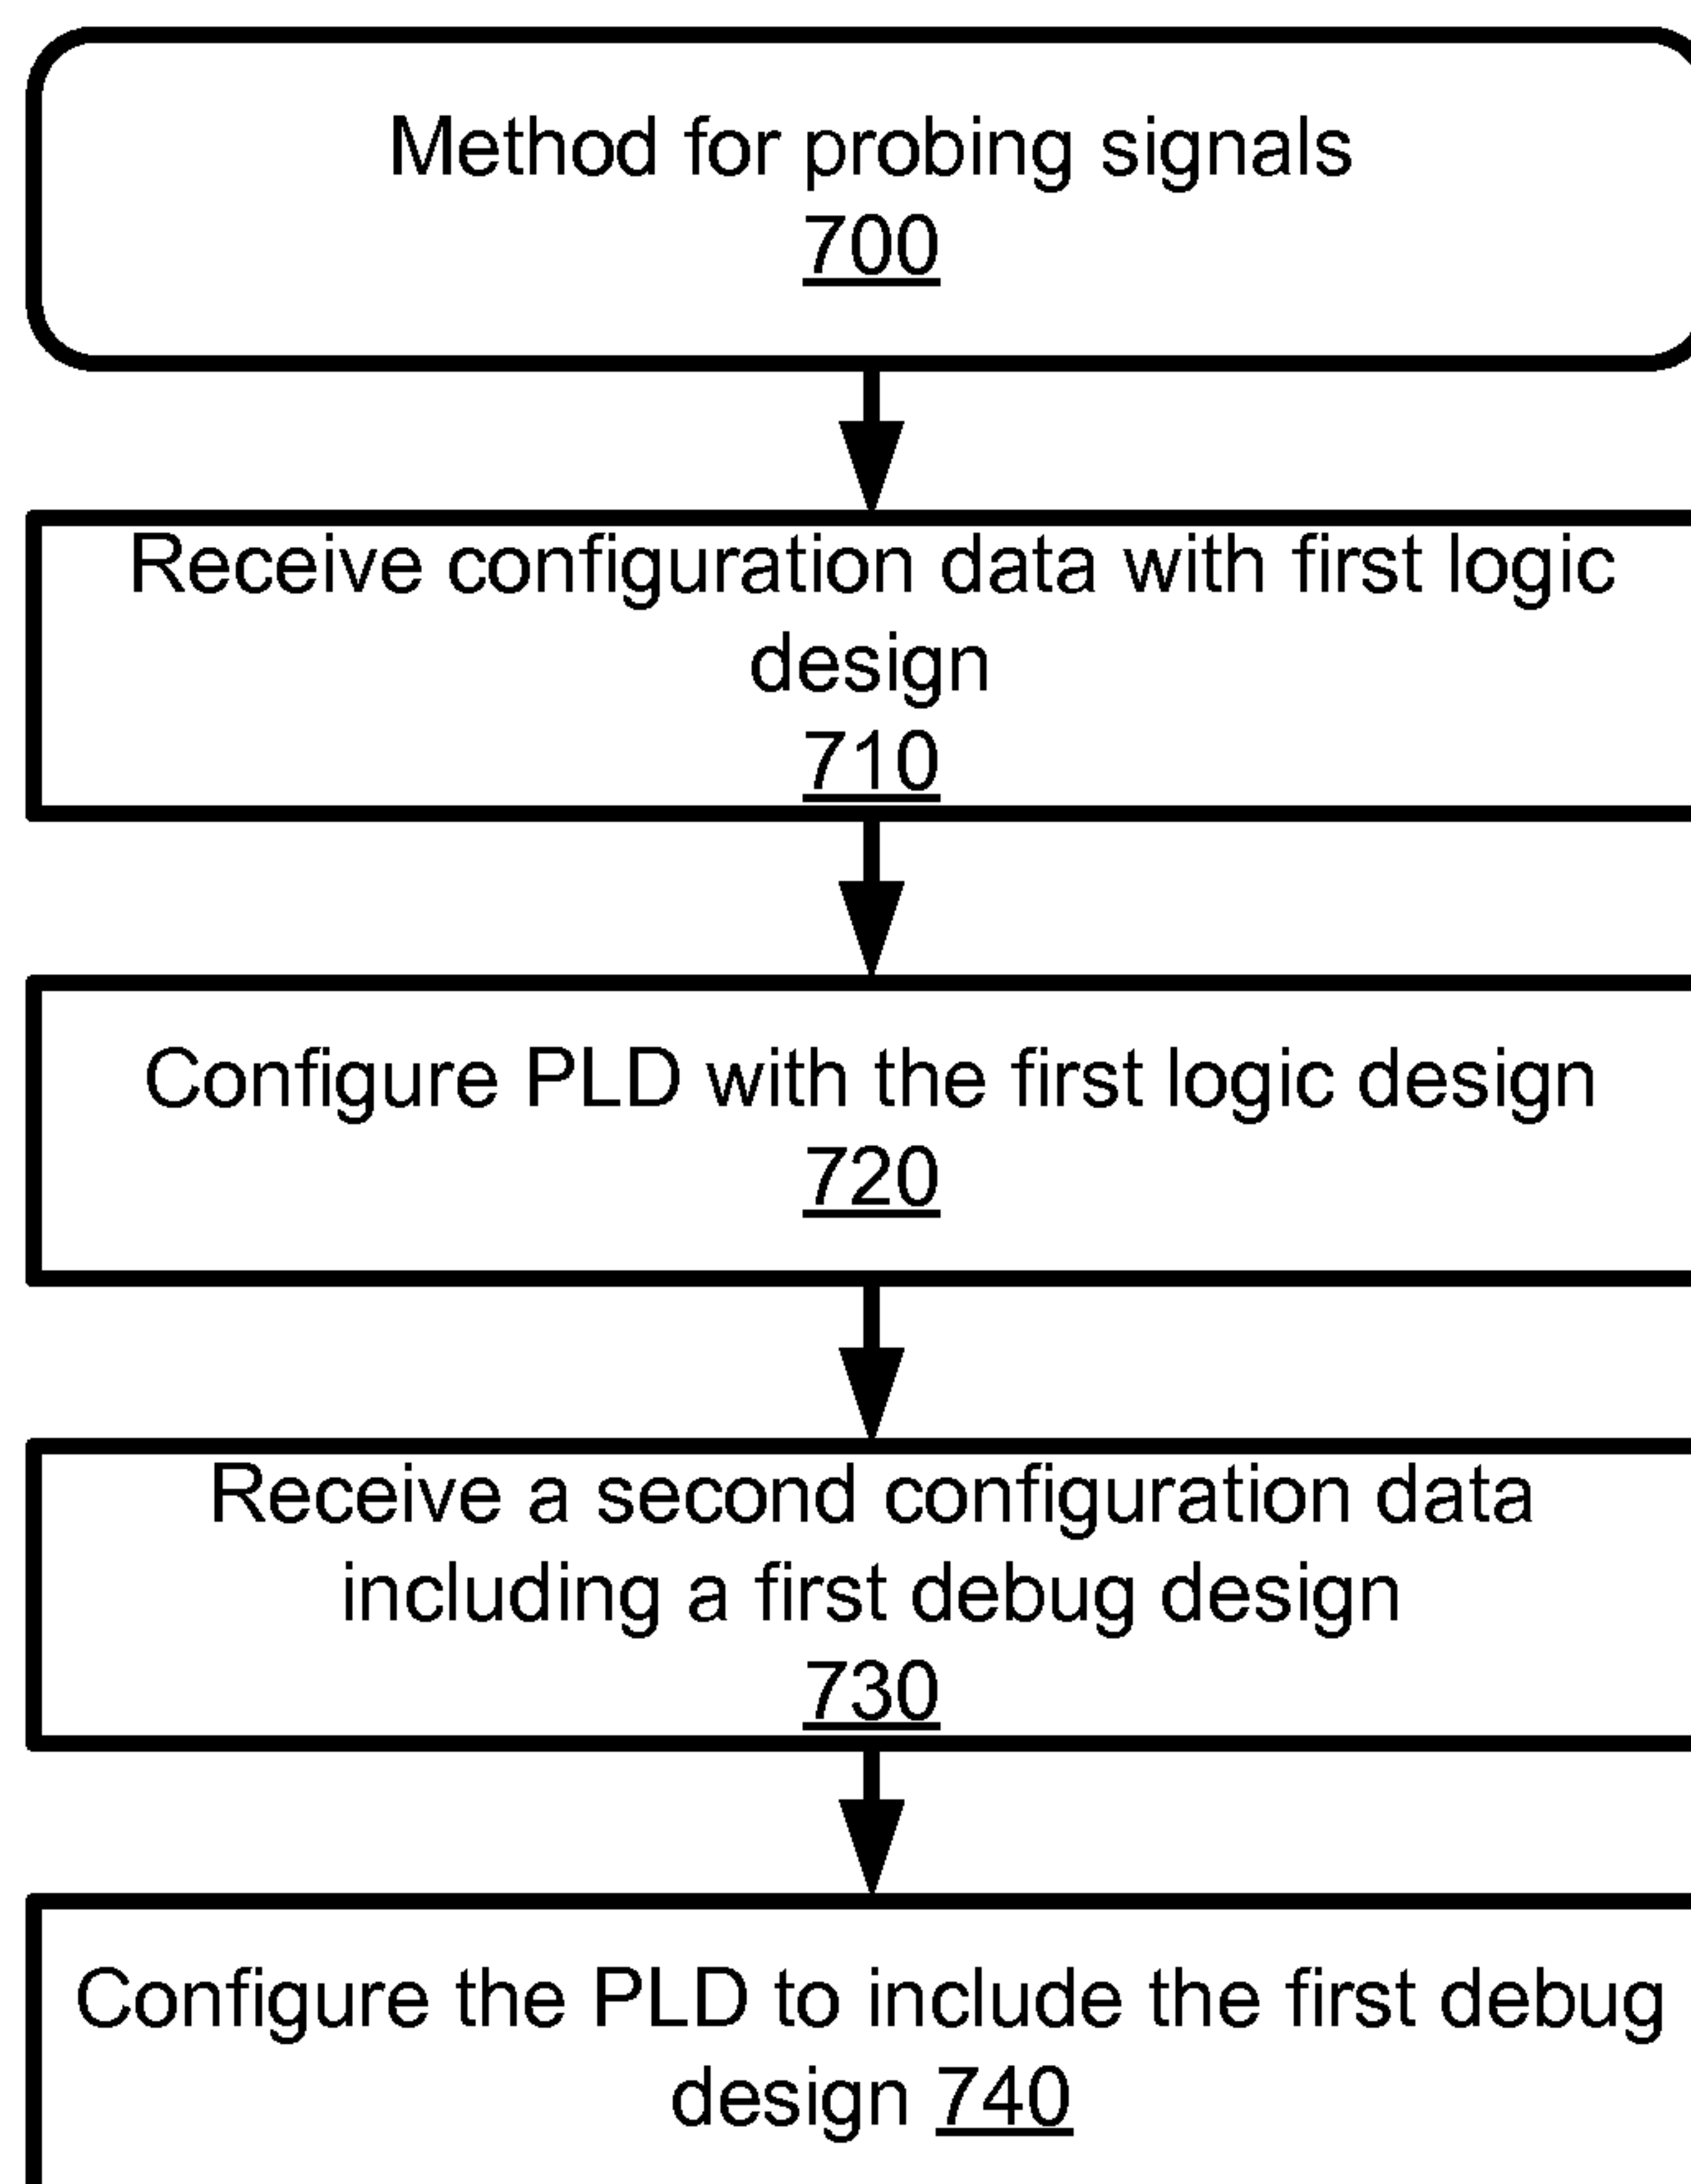 Method for probing signals
700
Receive configuration data with first logic
design
710
Configure PLD with the first logic design
720
Receive a second configuration data
including a first debug design
730
Configure the PLD to include the first debug
design 740